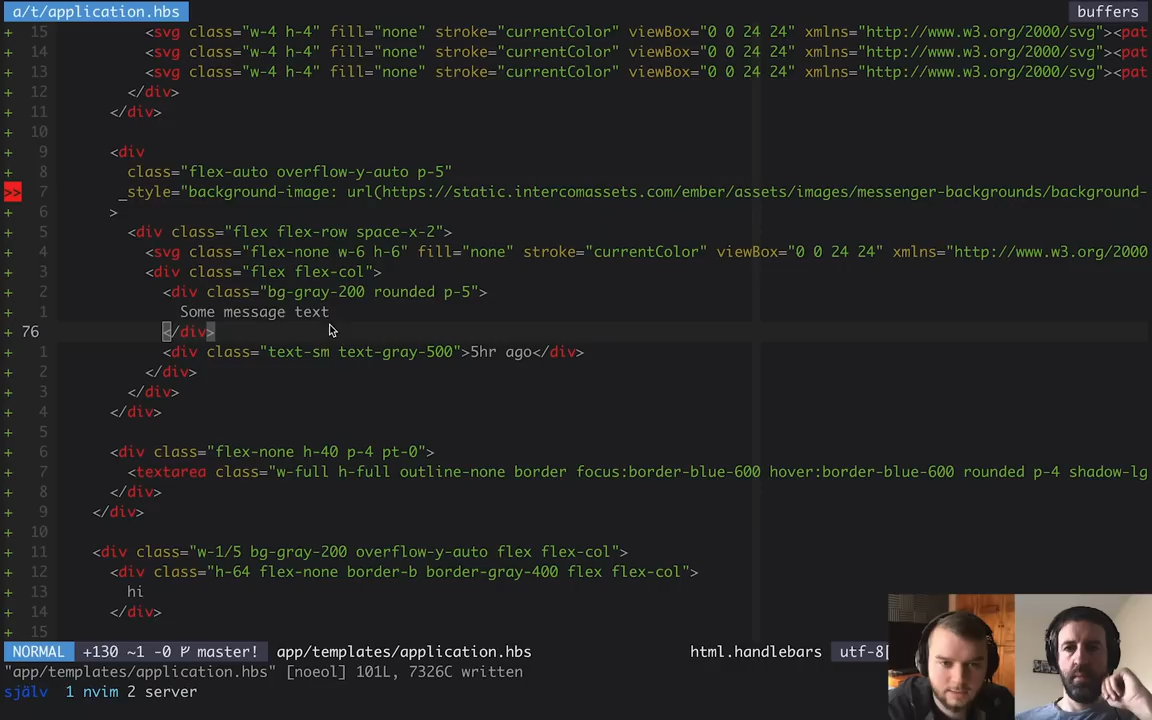 a/t/application.hbs buffers
+ 15 <svg class="w-4 h-4" fill="none" stroke="currentColor" viewBox="0 0 24 24" xmlns="http://www.w3.org/2000/svg"><pat
+ 14 <svg class="w-4 h-4" fill="none" stroke="currentColor" viewBox="0 0 24 24" xmlns="http://www.w3.org/2000/svg"><pat
+ 13 <svg class="w-4 h-4" fill="none" stroke="currentColor" viewBox="0 0 24 24" xmlns="http://www.w3.org/2000/svg"><pat
+ 12 </div>
+ 11 </div>
+ 10
+ 9 <div
+ 8 class="flex-auto overflow-y-auto p-5"
>> 7 _style="background-image: url(https://static.intercomassets.com/ember/assets/images/messenger-backgrounds/background-
+ 6 >
+ 5 <div class="flex flex-row space-x-2">
+ 4 <svg class="flex-none w-6 h-6" fill="none" stroke="currentColor" viewBox="0 0 24 24" xmlns="http://www.w3.org/2000
+ 3 <div class="flex flex-col">
+ 2 <div class="bg-gray-200 rounded p-5">
+ 1 Some message text
+ 76 </div>
+ 1 <div class="text-sm text-gray-500">5hr ago</div>
+ 2 </div>
+ 3 </div>
+ 4 </div>
+ 5
+ 6 <div class="flex-none h-40 p-4 pt-0">
+ 7 <textarea class="w-full h-full outline-none border focus:border-blue-600 hover:border-blue-600 rounded p-4 shadow-lg
+ 8 </div>
+ 9 </div>
+ 10
+ 11 <div class="w-1/5 bg-gray-200 overflow-y-auto flex flex-col">
+ 12 <div class="h-64 flex-none border-b border-gray-400 flex flex-col">
+ 13 hi
+ 14 </div>
+ 15
NORMAL +130 ~1 -0 master! app/templates/application.hbs html.handlebars utf-8[
"app/templates/application.hbs" [noeol] 101L, 7326C written
själv 1 nvim 2 server